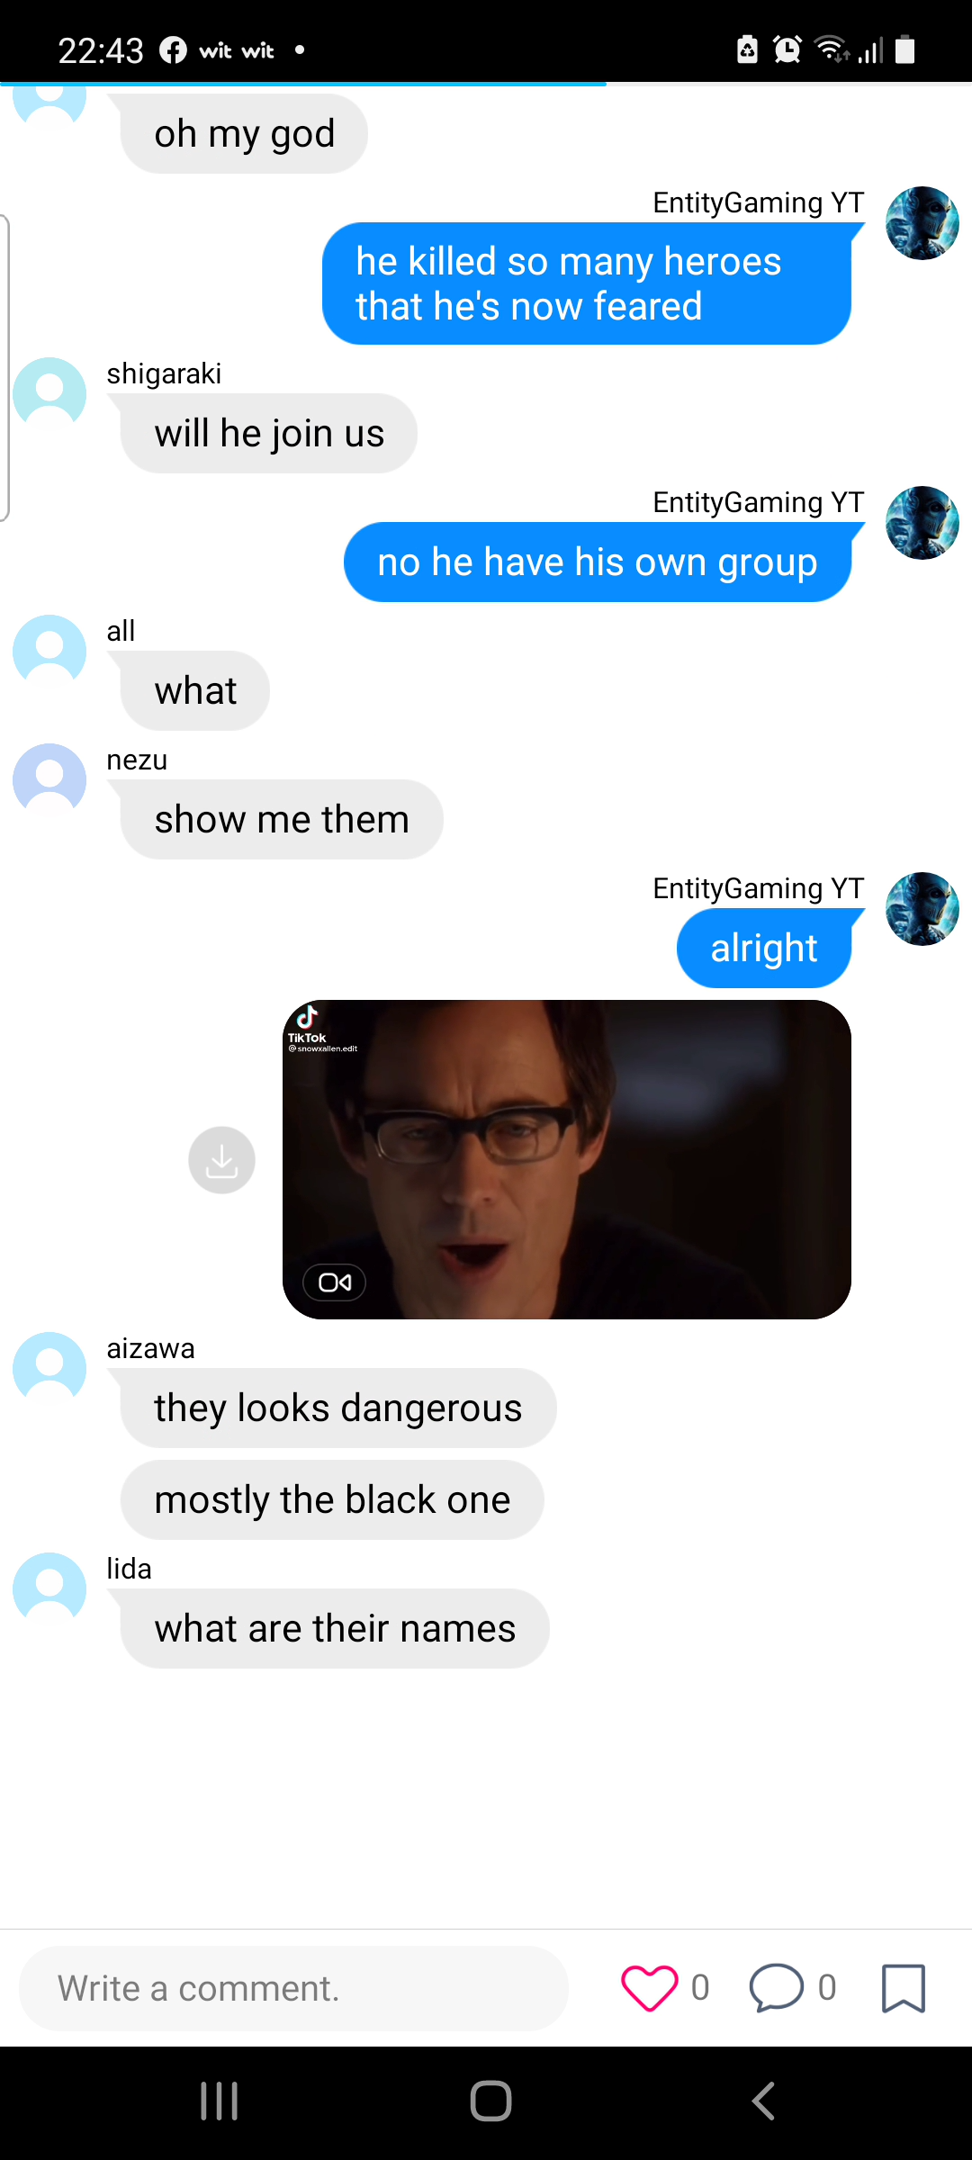 22:43 wit wit
oh my god
EntityGaming YT
he killed so many heroes
that he's now feared
shigaraki
will he join us
EntityGaming YT
no he have his own group
all
what
nezu
show me them
EntityGaming YT
alright
TikTok
@snowxallen.edit
aizawa
they looks dangerous
mostly the black one
lida
what are their names
Write a comment.
0
0